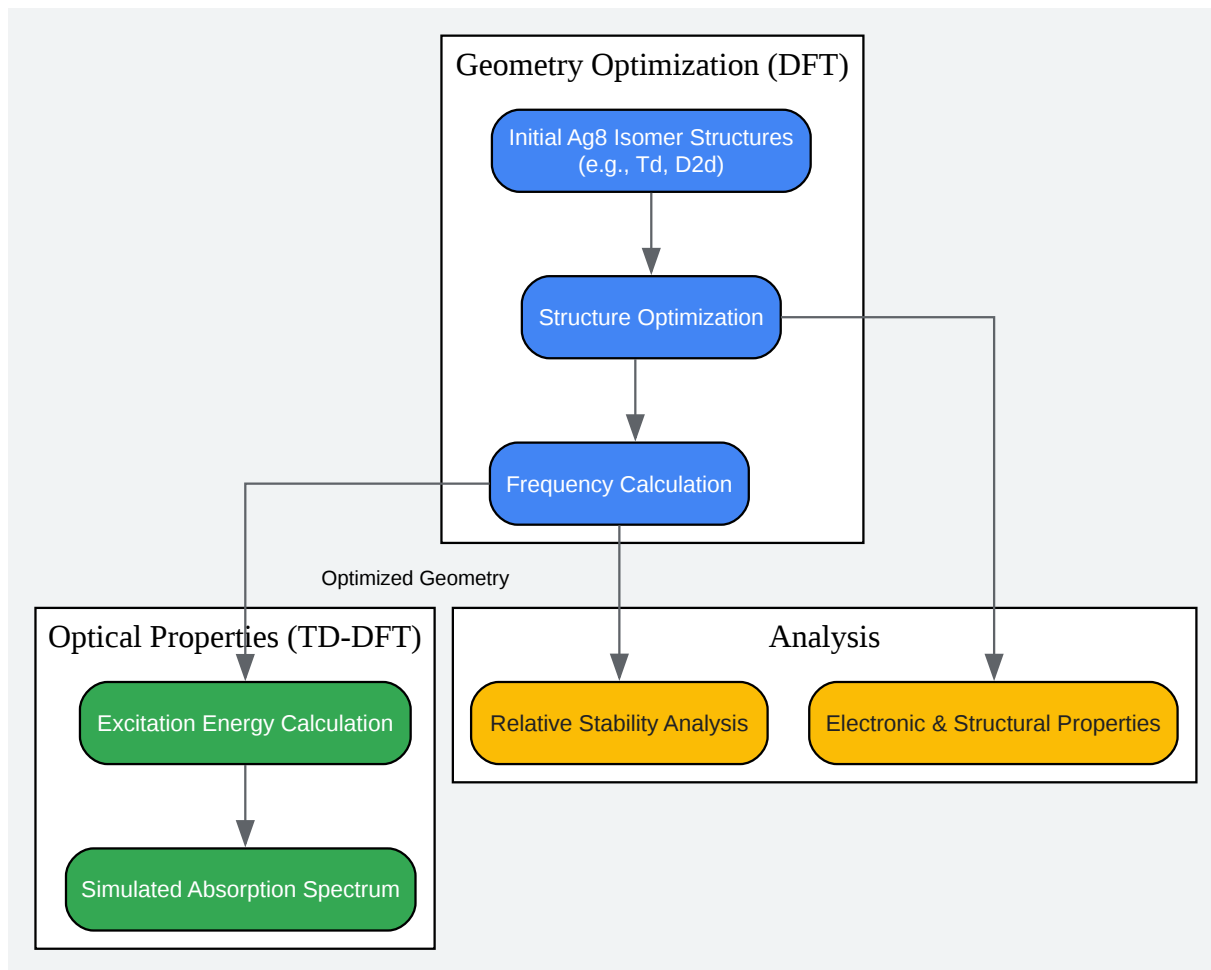 Geometry Optimization (DFT)
Initial Ag8 Isomer Structures
(e.g., Td, D2d)
Structure Optimization
Frequency Calculation
Optimized Geometry
Optical Properties (TD-DFT)
Excitation Energy Calculation
Simulated Absorption Spectrum
Analysis
Relative Stability Analysis
Electronic & Structural Properties